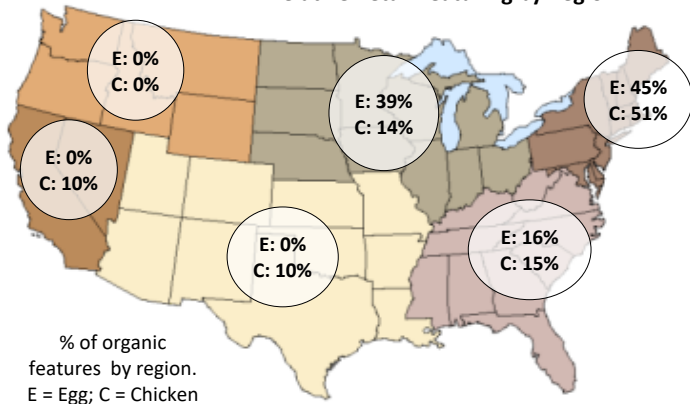 E: 0%
C: 0%
E: 39%
C: 14%
E: 45%
C: 51%
E: 0%
C: 10%
E: 0%
C: 10%
E: 16%
C: 15%
% of organic
features by region.
E = Egg; C = Chicken